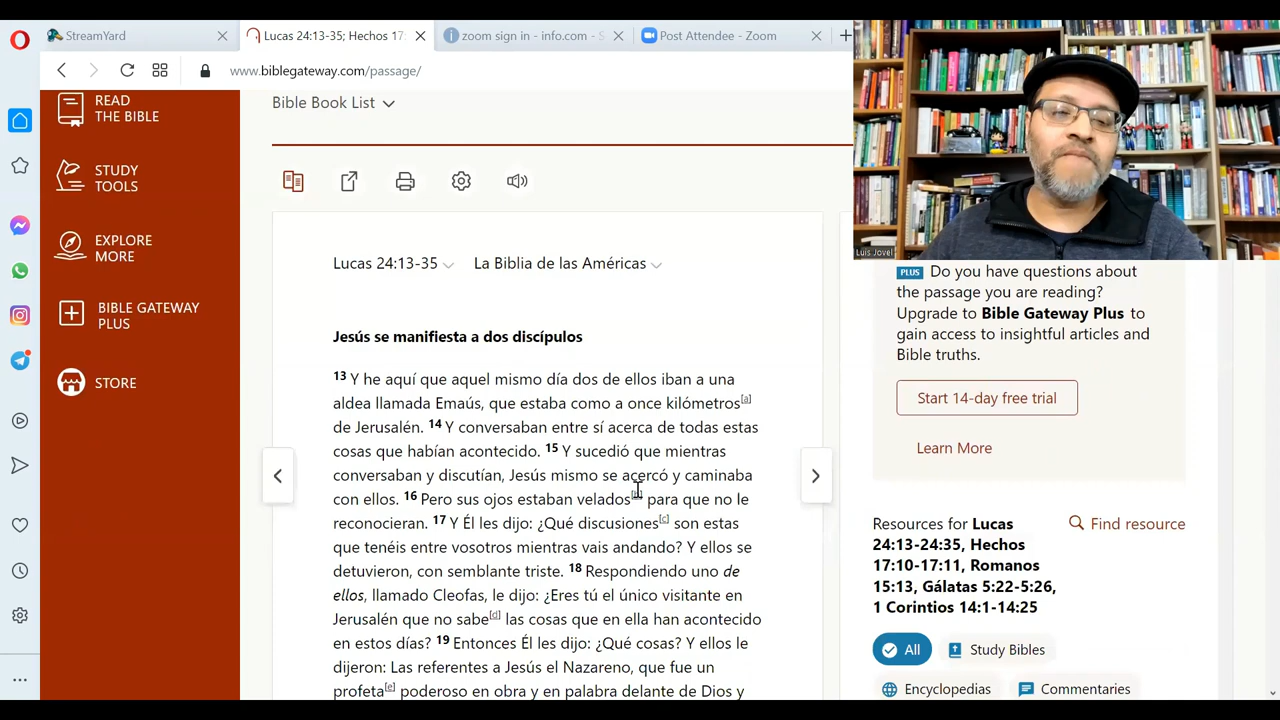 StreamYard
Lucas 24:13-35; Hechos 17:
zoom sign in - info.com - S
Post Attendee - Zoom
www.biblegateway.com/passage/
READ
THE BIBLE
STUDY
TOOLS
EXPLORE
MORE
BIBLE GATEWAY
PLUS
STORE
Bible Book List
Lucas 24:13-35
La Biblia de las Américas
Jesús se manifiesta a dos discípulos
13 Y he aquí que aquel mismo día dos de ellos iban a una
aldea llamada Emaús, que estaba como a once kilómetros[a]
de Jerusalén. 14 Y conversaban entre sí acerca de todas estas
cosas que habían acontecido. 15 Y sucedió que mientras
conversaban y discutían, Jesús mismo se acercó y caminaba
con ellos. 16 Pero sus ojos estaban velados para que no le
reconocieran. 17 Y Él les dijo: ¿Qué discusiones[c] son estas
que tenéis entre vosotros mientras vais andando? Y ellos se
detuvieron, con semblante triste. 18 Respondiendo uno de
ellos, llamado Cleofas, le dijo: ¿Eres tú el único visitante en
Jerusalén que no sabe[d] las cosas que en ella han acontecido
en estos días? 19 Entonces Él les dijo: ¿Qué cosas? Y ellos le
dijeron: Las referentes a Jesús el Nazareno, que fue un
profeta[e] poderoso en obra y en palabra delante de Dios y
Luis Jovel
PLUS Do you have questions about
the passage you are reading?
Upgrade to Bible Gateway Plus to
gain access to insightful articles and
Bible truths.
Start 14-day free trial
Learn More
Resources for Lucas
24:13-24:35, Hechos
17:10-17:11, Romanos
15:13, Gálatas 5:22-5:26,
1 Corintios 14:1-14:25
Find resource
All
Study Bibles
Encyclopedias
Commentaries